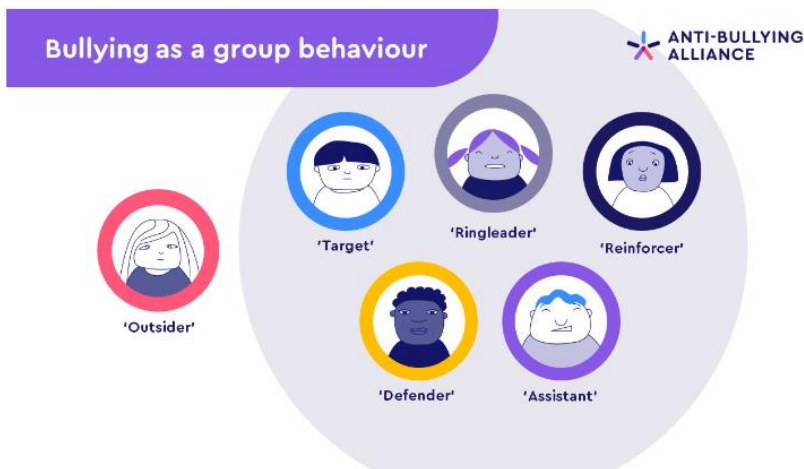 Bullying as a group behaviour
ANTI-BULLYING
ALLIANCE
'Target'
'Ringleader'
'Reinforcer'
'Outsider'
'Defender'
'Assistant'